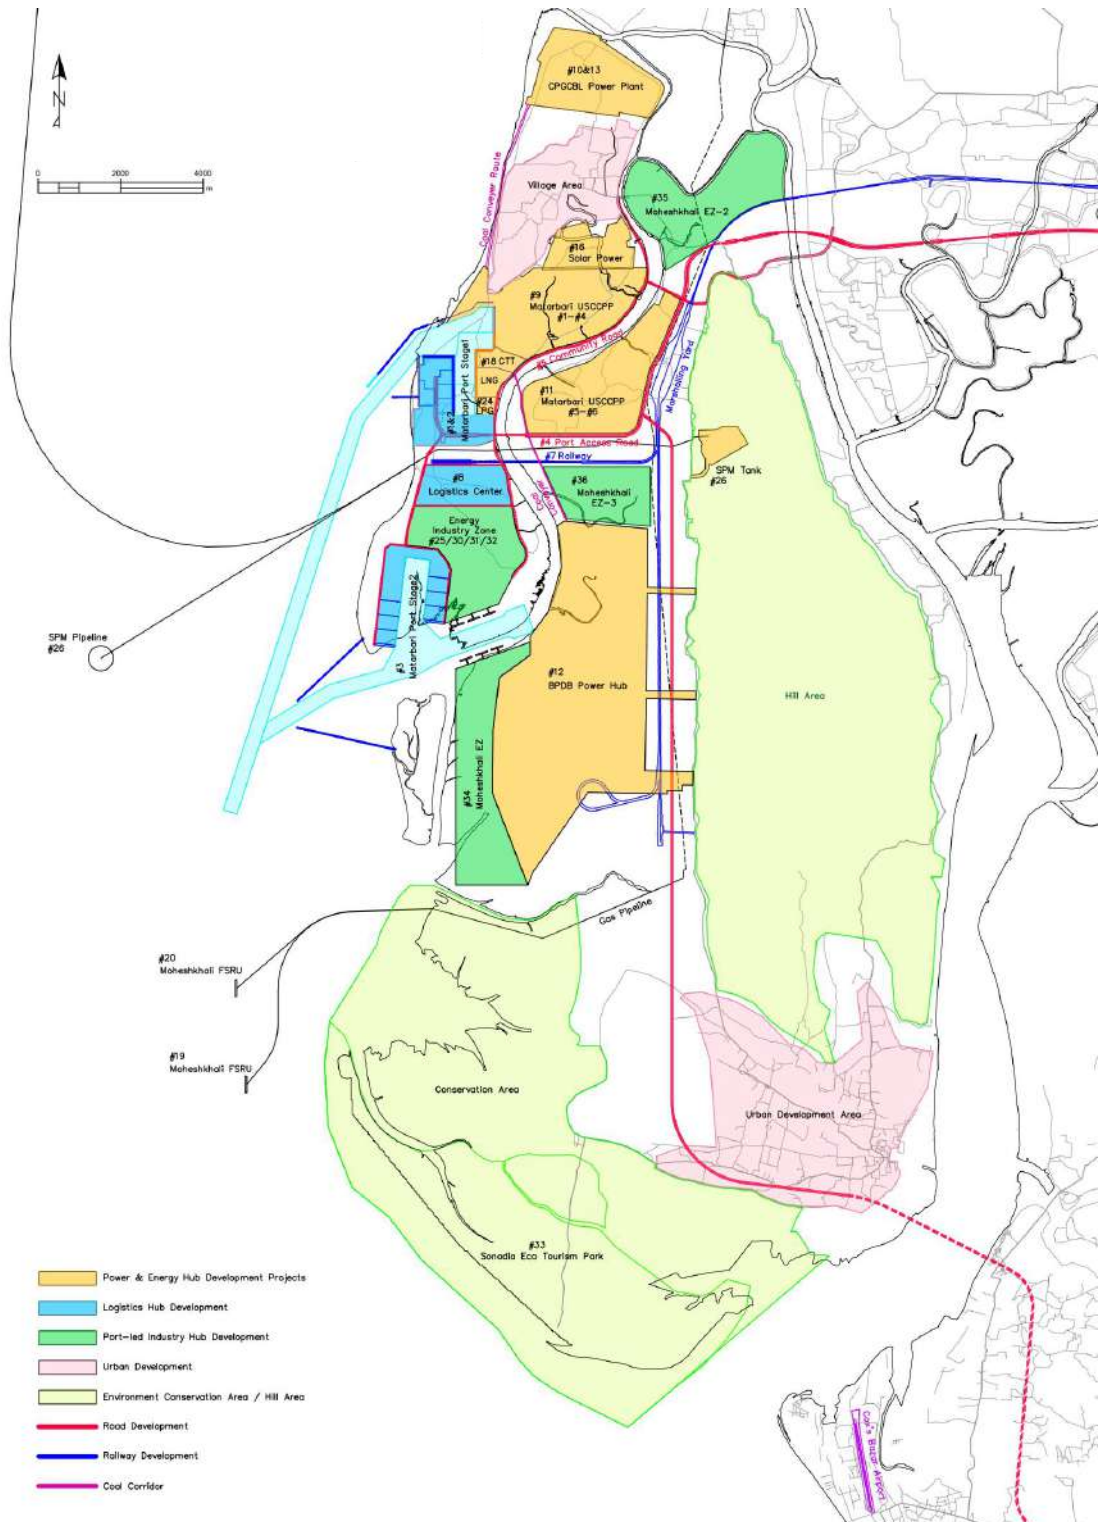 N
0
2000
4000
m
#10&13
CPGCBL Power Plant
Coal Conveyer Route
Village Area
#35
Moheshkhali EZ-2
#16
Solar Power
#9
Matarbari USCCPP
#1-#4
#5 Community Road
#18 CTT
LNG
#24
LPG
#1&2
Matarbari Port Stage1
#11
Matarbari USCCPP
#5-#6
Marshalling Yard
#4 Port Access Road
#7 Railway
SPM Tank
#26
#8
Logistics Center
Coal
Conveyer
#36
Moheshkhali
EZ-3
Energy
Industry Zone
#25/30/31/32
#3
Matarbari Port Stage2
SPM Pipeline
#26
#12
BPDB Power Hub
Hill Area
#34
Moheshkhali EZ
Gas Pipeline
#20
Moheshkhali FSRU
#19
Moheshkhali FSRU
Conservation Area
Urban Development Area
#33
Sonadia Eco Tourism Park
Power & Energy Hub Development Projects
Logistics Hub Development
Port-led Industry Hub Development
Urban Development
Environment Conservation Area / Hill Area
Road Development
Railway Development
Coal Corridor
Cox's Bazar Airport